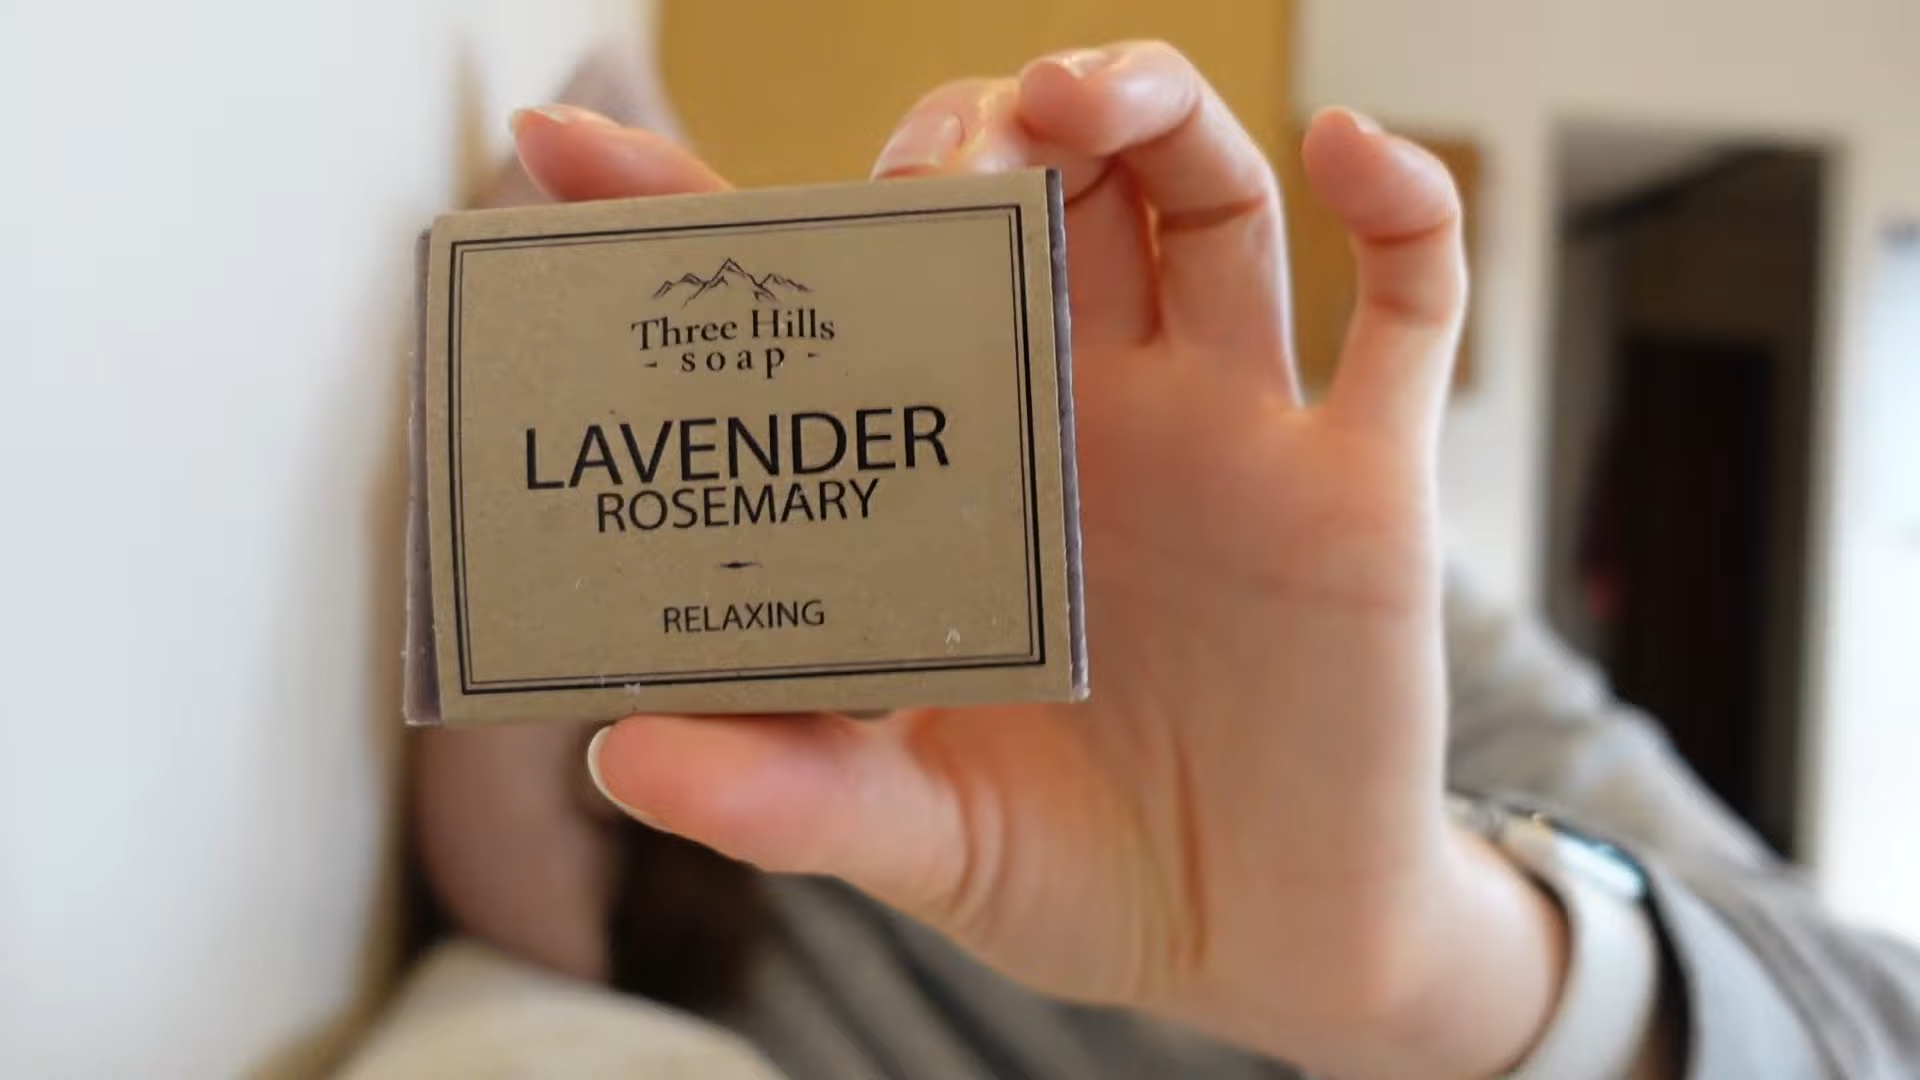 Three Hills
- soap -
LAVENDER
ROSEMARY
RELAXING